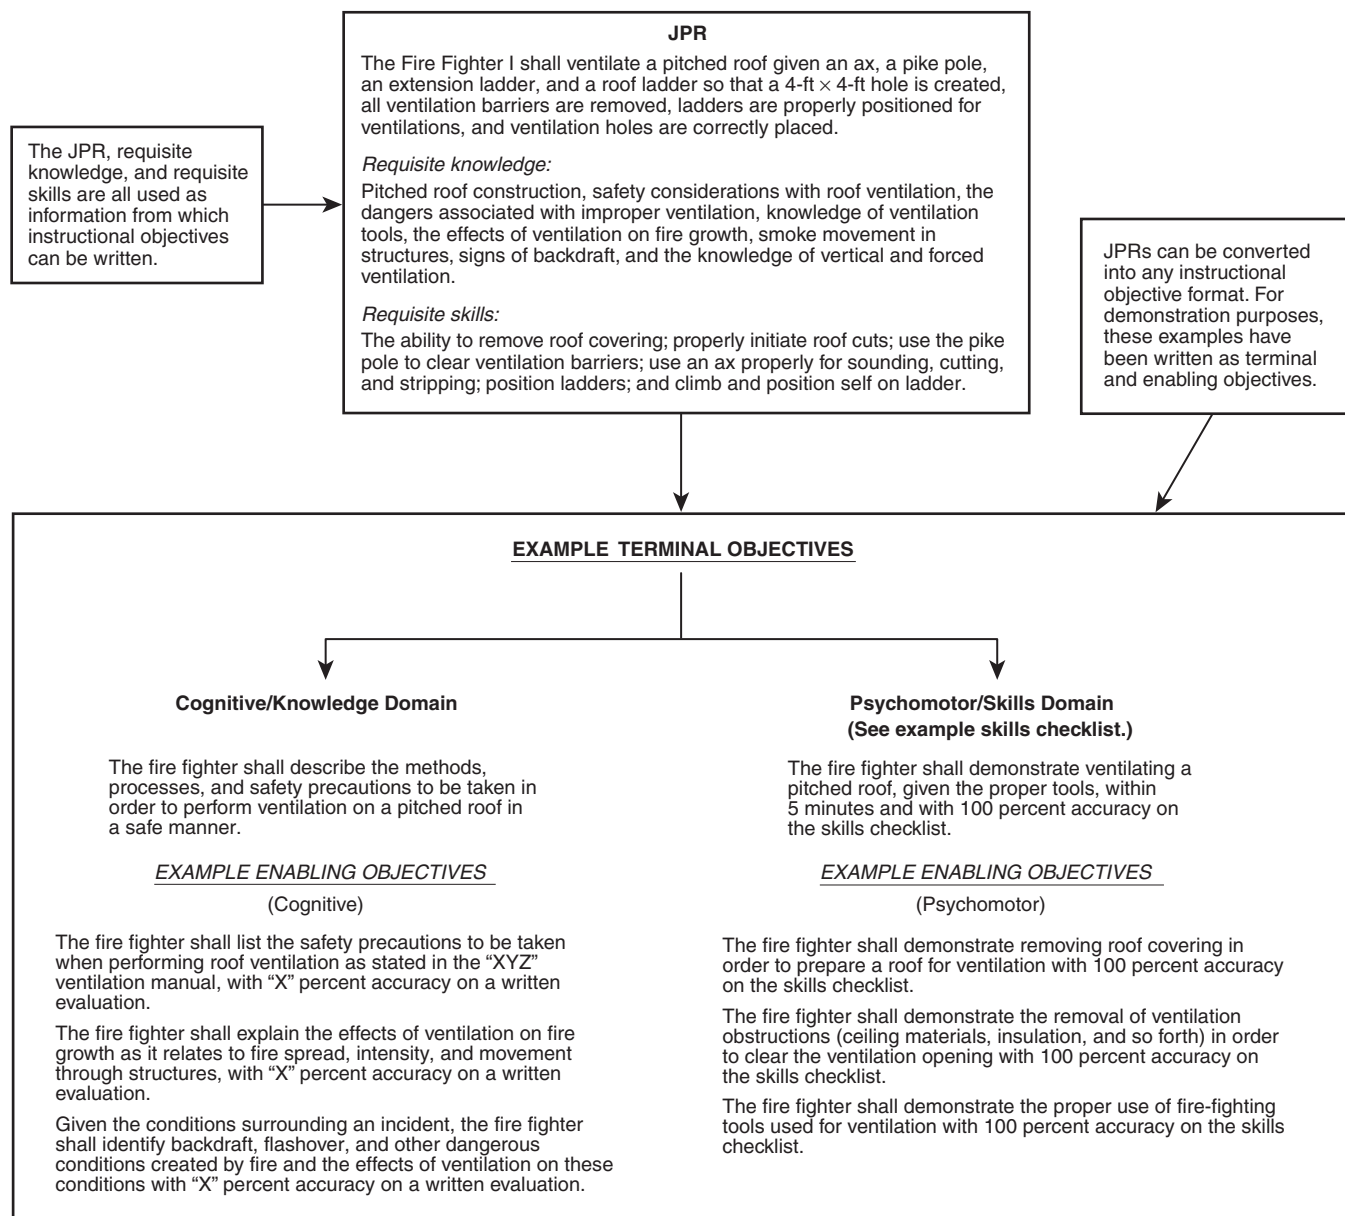 JPR
The Fire Fighter I shall ventilate a pitched roof given an ax, a pike pole,
an extension ladder, and a roof ladder so that a 4-ft × 4-ft hole is created,
all ventilation barriers are removed, ladders are properly positioned for
ventilations, and ventilation holes are correctly placed.
Requisite knowledge:
Pitched roof construction, safety considerations with roof ventilation, the
dangers associated with improper ventilation, knowledge of ventilation
tools, the effects of ventilation on fire growth, smoke movement in
structures, signs of backdraft, and the knowledge of vertical and forced
ventilation.
Requisite skills:
The ability to remove roof covering; properly initiate roof cuts; use the pike
pole to clear ventilation barriers; use an ax properly for sounding, cutting,
and stripping; position ladders; and climb and position self on ladder.
The JPR, requisite
knowledge, and requisite
skills are all used as
information from which
instructional objectives
can be written.
JPRs can be converted
into any instructional
objective format. For
demonstration purposes,
these examples have
been written as terminal
and enabling objectives.
EXAMPLE TERMINAL OBJECTIVES
Cognitive/Knowledge Domain
The fire fighter shall describe the methods,
processes, and safety precautions to be taken in
order to perform ventilation on a pitched roof in
a safe manner.
EXAMPLE ENABLING OBJECTIVES
(Cognitive)
The fire fighter shall list the safety precautions to be taken
when performing roof ventilation as stated in the “XYZ”
ventilation manual, with “X” percent accuracy on a written
evaluation.
The fire fighter shall explain the effects of ventilation on fire
growth as it relates to fire spread, intensity, and movement
through structures, with “X” percent accuracy on a written
evaluation.
Given the conditions surrounding an incident, the fire fighter
shall identify backdraft, flashover, and other dangerous
conditions created by fire and the effects of ventilation on these
conditions with “X” percent accuracy on a written evaluation.
Psychomotor/Skills Domain
(See example skills checklist.)
The fire fighter shall demonstrate ventilating a
pitched roof, given the proper tools, within
5 minutes and with 100 percent accuracy on
the skills checklist.
EXAMPLE ENABLING OBJECTIVES
(Psychomotor)
The fire fighter shall demonstrate removing roof covering in
order to prepare a roof for ventilation with 100 percent accuracy
on the skills checklist.
The fire fighter shall demonstrate the removal of ventilation
obstructions (ceiling materials, insulation, and so forth) in order
to clear the ventilation opening with 100 percent accuracy on
the skills checklist.
The fire fighter shall demonstrate the proper use of fire-fighting
tools used for ventilation with 100 percent accuracy on the skills
checklist.